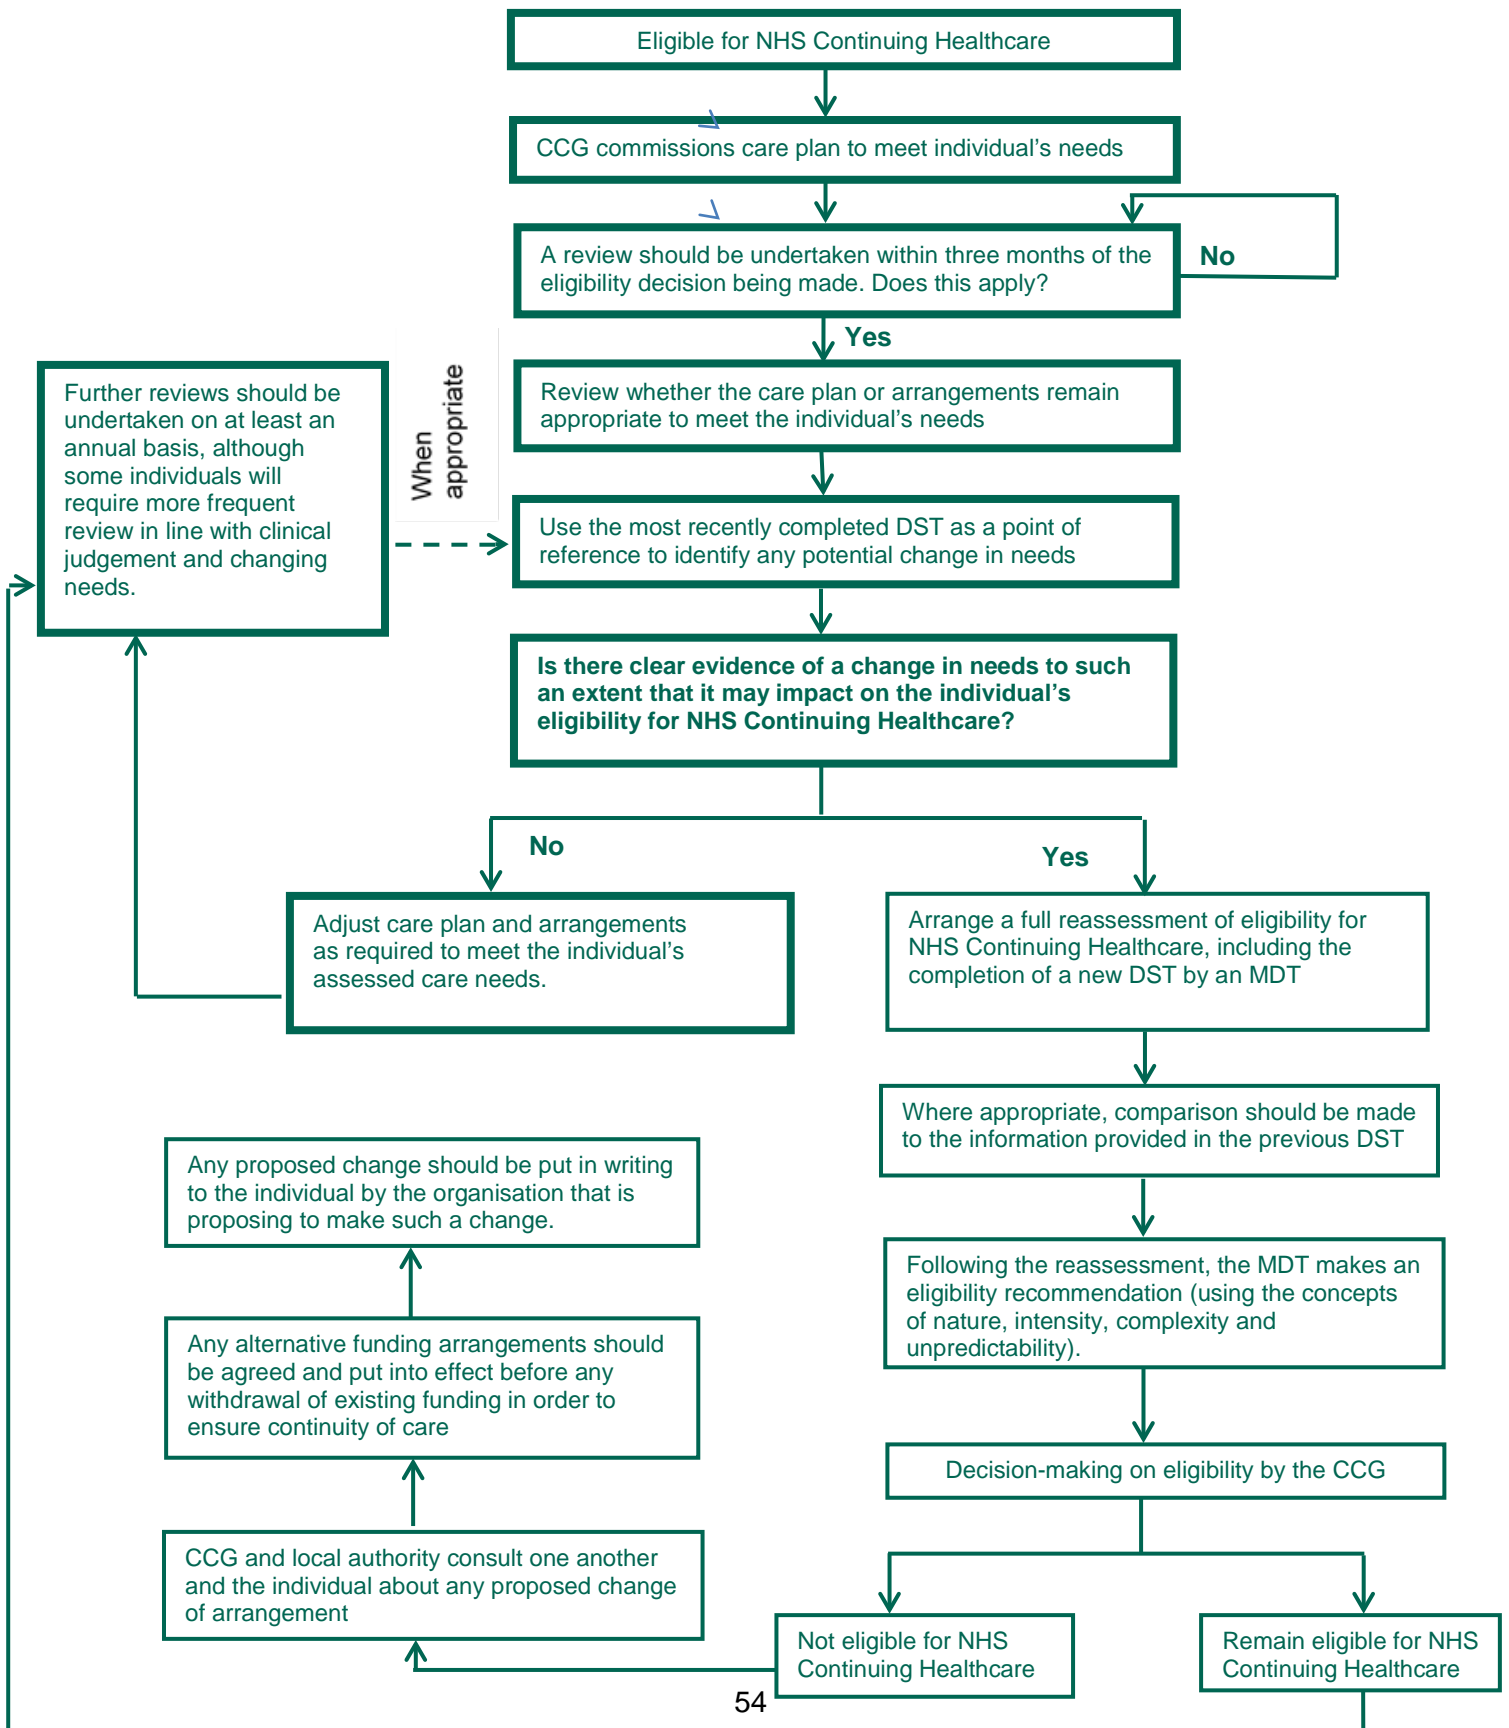 Eligible for NHS Continuing Healthcare
CCG commissions care plan to meet individual’s needs
A review should be undertaken within three months of the
eligibility decision being made. Does this apply?
No
Yes
Further reviews should be
undertaken on at least an
annual basis, although
some individuals will
require more frequent
review in line with clinical
judgement and changing
needs.
When
appropriate
Review whether the care plan or arrangements remain
appropriate to meet the individual’s needs
Use the most recently completed DST as a point of
reference to identify any potential change in needs
Is there clear evidence of a change in needs to such
an extent that it may impact on the individual’s
eligibility for NHS Continuing Healthcare?
No
Yes
Adjust care plan and arrangements
as required to meet the individual’s
assessed care needs.
Arrange a full reassessment of eligibility for
NHS Continuing Healthcare, including the
completion of a new DST by an MDT
Where appropriate, comparison should be made
to the information provided in the previous DST
Any proposed change should be put in writing
to the individual by the organisation that is
proposing to make such a change.
Following the reassessment, the MDT makes an
eligibility recommendation (using the concepts
of nature, intensity, complexity and
unpredictability).
Any alternative funding arrangements should
be agreed and put into effect before any
withdrawal of existing funding in order to
ensure continuity of care
Decision-making on eligibility by the CCG
CCG and local authority consult one another
and the individual about any proposed change
of arrangement
Not eligible for NHS
Continuing Healthcare
Remain eligible for NHS
Continuing Healthcare
54